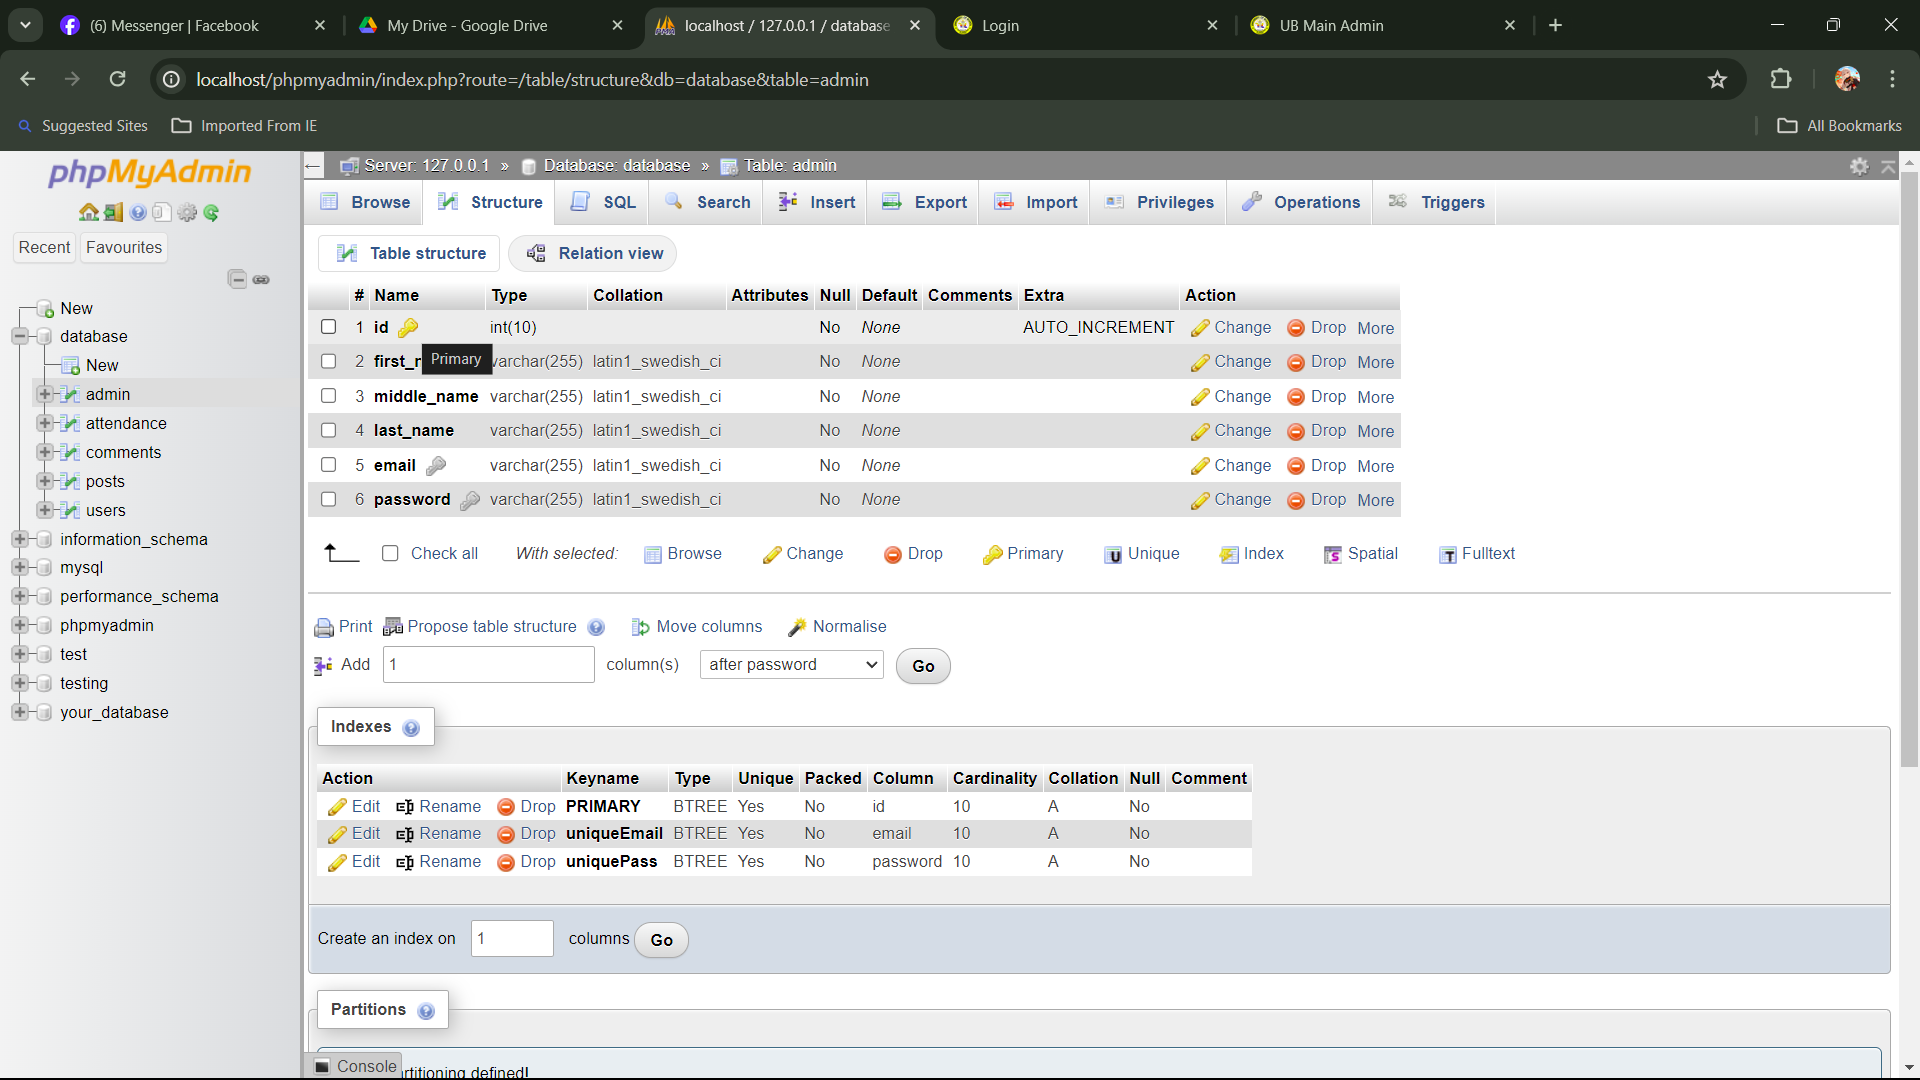 (6) Messenger | Facebook
My Drive - Google Drive
localhost / 127.0.0.1 / database
Login
UB Main Admin
localhost/phpmyadmin/index.php?route=/table/structure&db=database&table=admin
Suggested Sites
Imported From IE
All Bookmarks
phpMyAdmin
Recent
Favourites
New
database
New
admin
attendance
comments
posts
users
information_schema
mysql
performance_schema
phpmyadmin
test
testing
your_database
Server: 127.0.0.1 » Database: database » Table: admin
Browse Structure SQL Search Insert Export Import Privileges Operations Triggers
Table structure Relation view
# Name Type Collation Attributes Null Default Comments Extra Action
1 id int(10) No None AUTO_INCREMENT Change Drop More
Primary
2 first_n varchar(255) latin1_swedish_ci No None Change Drop More
3 middle_name varchar(255) latin1_swedish_ci No None Change Drop More
4 last_name varchar(255) latin1_swedish_ci No None Change Drop More
5 email varchar(255) latin1_swedish_ci No None Change Drop More
6 password varchar(255) latin1_swedish_ci No None Change Drop More
Check all With selected: Browse Change Drop Primary Unique Index Spatial Fulltext
Print Propose table structure Move columns Normalise
Add 1 column(s) after password Go
Indexes
Action Keyname Type Unique Packed Column Cardinality Collation Null Comment
Edit Rename Drop PRIMARY BTREE Yes No id 10 A No
Edit Rename Drop uniqueEmail BTREE Yes No email 10 A No
Edit Rename Drop uniquePass BTREE Yes No password 10 A No
Create an index on 1 columns Go
Partitions
Console
rtitioning defined!